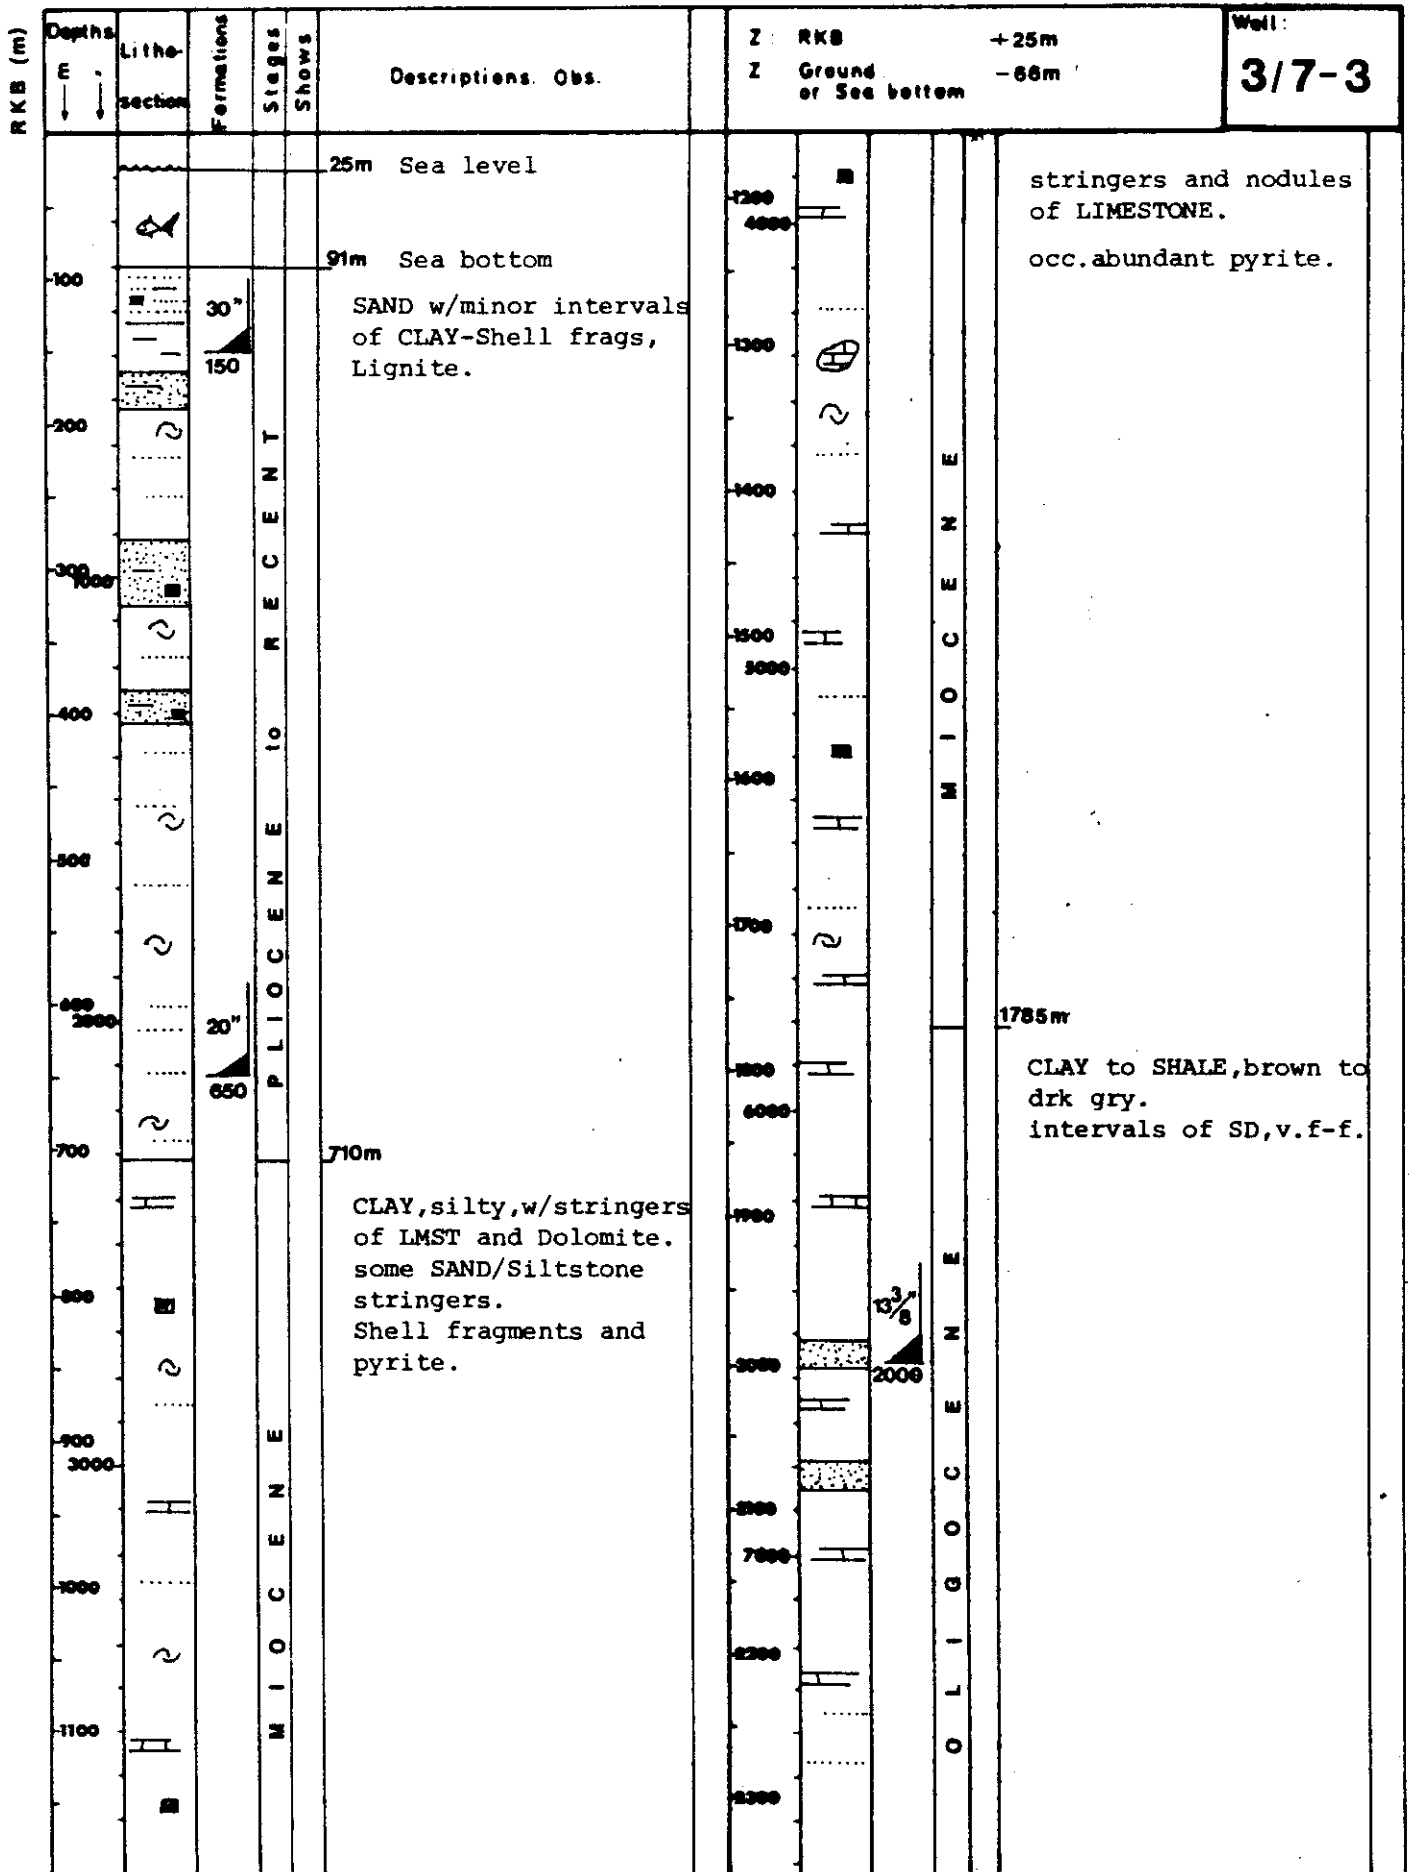 RKB (m)
Depths
m '
Litho-
section
Formations
Stages
Shows
Descriptions. Obs.
Z RKB +25m
Z Ground -66m
or Sea bottom
Well:
3/7-3
25m Sea level
91m Sea bottom
100
30"
150
SAND w/minor intervals
of CLAY-Shell frags,
Lignite.
200
300
1000
400
500
600
2000
20"
650
700
PLIOCENE to RECENT
710m
CLAY,silty,w/stringers
of LMST and Dolomite.
some SAND/Siltstone
stringers.
Shell fragments and
pyrite.
800
900
3000
1000
1100
MIOCENE
1200
4000
stringers and nodules
of LIMESTONE.
occ.abundant pyrite.
1300
1400
1500
5000
1600
1700
MIOCENE
1785m
CLAY to SHALE,brown to
drk gry.
intervals of SD,v.f-f.
1800
6000
1900
13 3/8"
2000
2000
2100
7000
2200
2300
OLIGOCENE